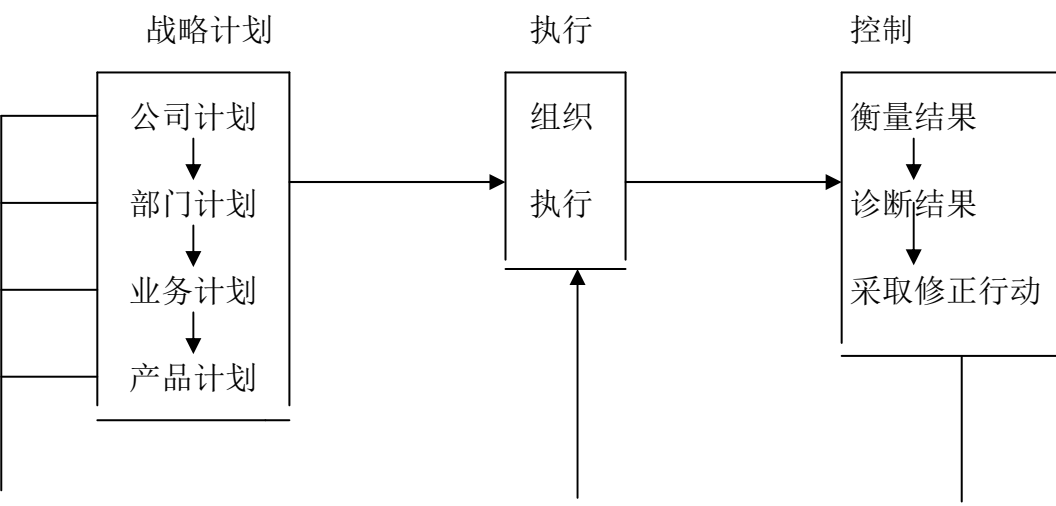 战略计划 执行 控制
公司计划
部门计划
业务计划
产品计划
组织
执行
衡量结果
诊断结果
采取修正行动